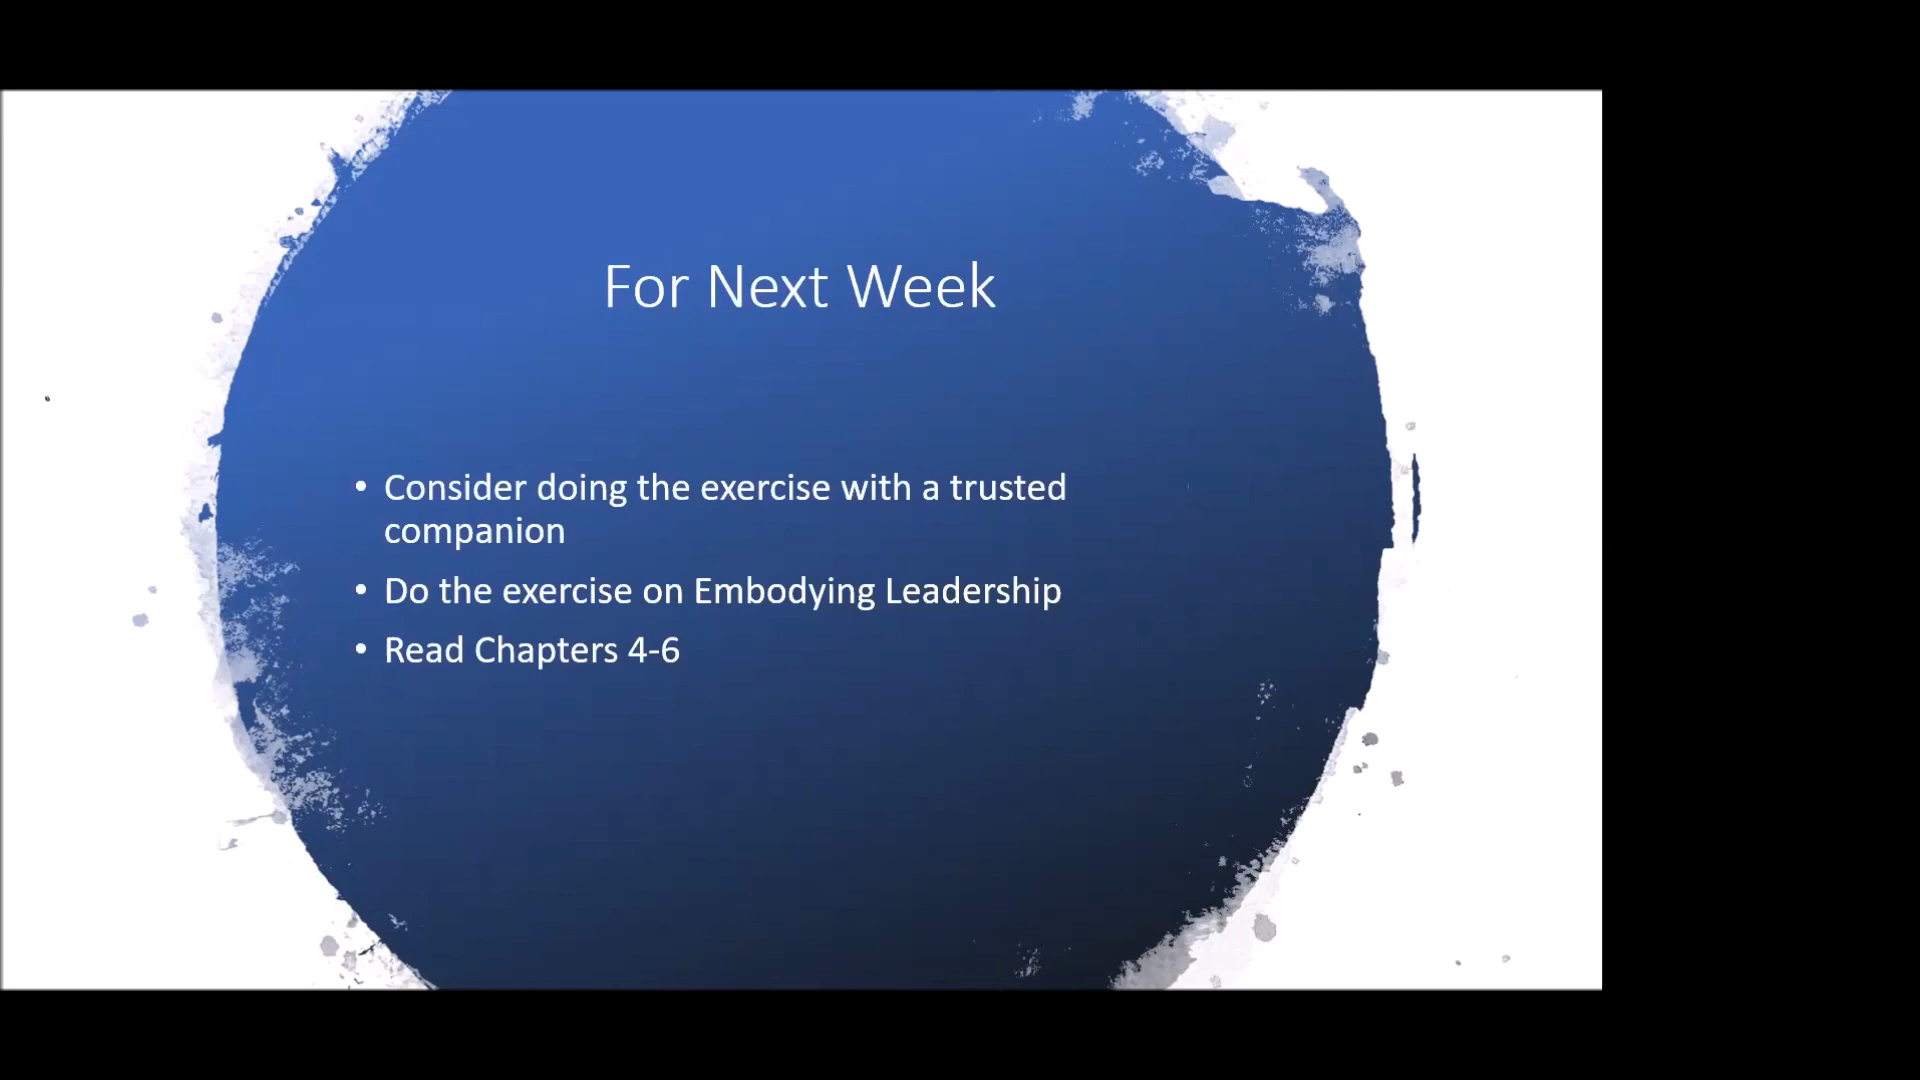 For Next Week
• Consider doing the exercise with a trusted
companion
• Do the exercise on Embodying Leadership
• Read Chapters 4-6